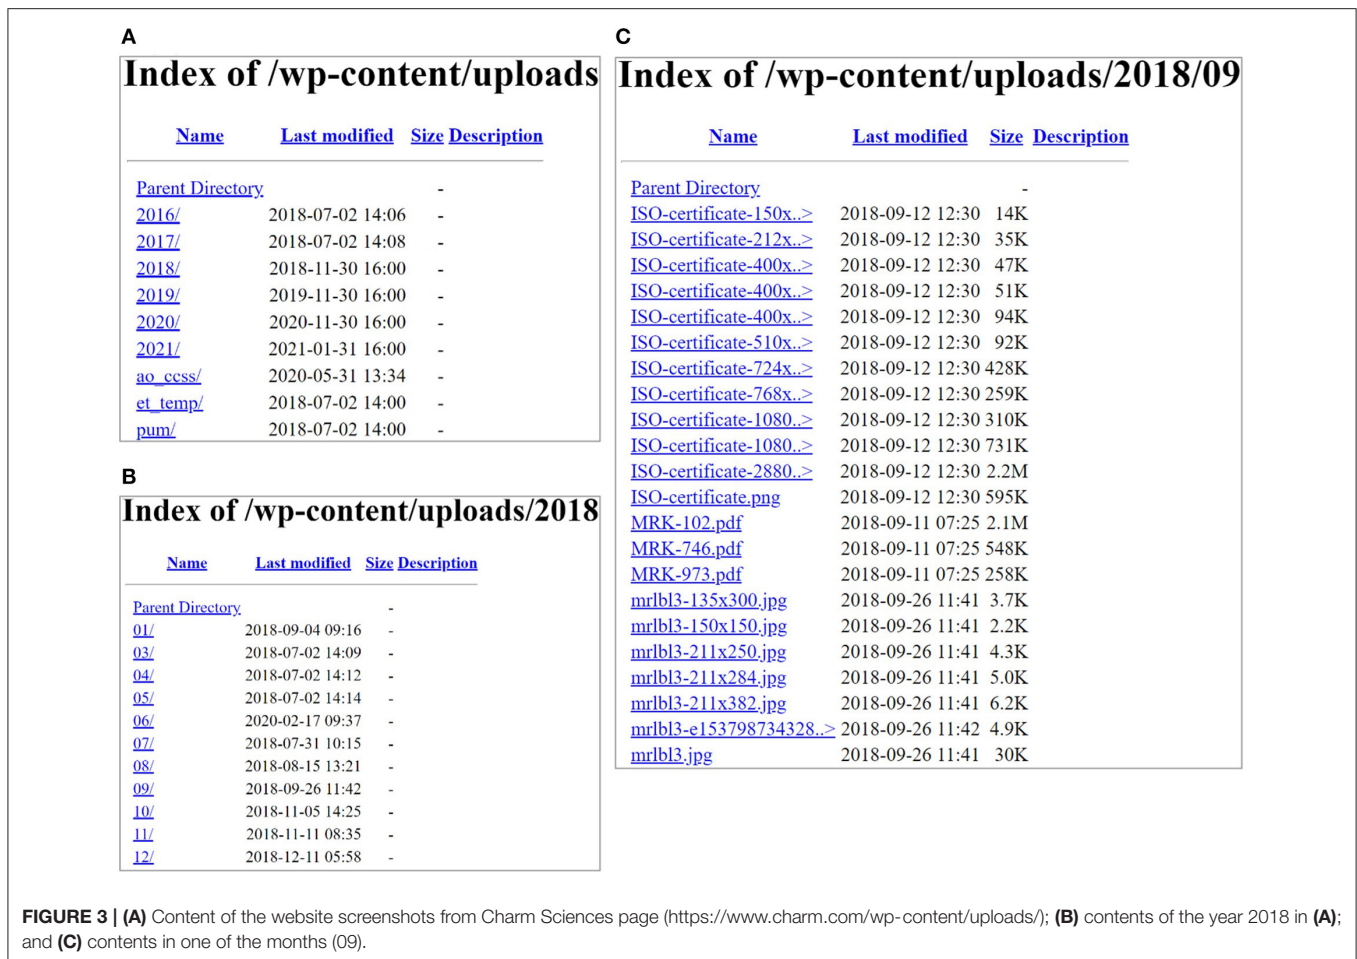 A
Index of /wp-content/uploads
Name Last modified Size Description
Parent Directory -
2016/ 2018-07-02 14:06 -
2017/ 2018-07-02 14:08 -
2018/ 2018-11-30 16:00 -
2019/ 2019-11-30 16:00 -
2020/ 2020-11-30 16:00 -
2021/ 2021-01-31 16:00 -
ao_ccss/ 2020-05-31 13:34 -
et_temp/ 2018-07-02 14:00 -
pum/ 2018-07-02 14:00 -
B
Index of /wp-content/uploads/2018
Name Last modified Size Description
Parent Directory -
01/ 2018-09-04 09:16 -
03/ 2018-07-02 14:09 -
04/ 2018-07-02 14:12 -
05/ 2018-07-02 14:14 -
06/ 2020-02-17 09:37 -
07/ 2018-07-31 10:15 -
08/ 2018-08-15 13:21 -
09/ 2018-09-26 11:42 -
10/ 2018-11-05 14:25 -
11/ 2018-11-11 08:35 -
12/ 2018-12-11 05:58 -
C
Index of /wp-content/uploads/2018/09
Name Last modified Size Description
Parent Directory -
ISO-certificate-150x..> 2018-09-12 12:30 14K
ISO-certificate-212x..> 2018-09-12 12:30 35K
ISO-certificate-400x..> 2018-09-12 12:30 47K
ISO-certificate-400x..> 2018-09-12 12:30 51K
ISO-certificate-400x..> 2018-09-12 12:30 94K
ISO-certificate-510x..> 2018-09-12 12:30 92K
ISO-certificate-724x..> 2018-09-12 12:30 428K
ISO-certificate-768x..> 2018-09-12 12:30 259K
ISO-certificate-1080..> 2018-09-12 12:30 310K
ISO-certificate-1080..> 2018-09-12 12:30 731K
ISO-certificate-2880..> 2018-09-12 12:30 2.2M
ISO-certificate.png 2018-09-12 12:30 595K
MRK-102.pdf 2018-09-11 07:25 2.1M
MRK-746.pdf 2018-09-11 07:25 548K
MRK-973.pdf 2018-09-11 07:25 258K
mrlbl3-135x300.jpg 2018-09-26 11:41 3.7K
mrlbl3-150x150.jpg 2018-09-26 11:41 2.2K
mrlbl3-211x250.jpg 2018-09-26 11:41 4.3K
mrlbl3-211x284.jpg 2018-09-26 11:41 5.0K
mrlbl3-211x382.jpg 2018-09-26 11:41 6.2K
mrlbl3-e153798734328..> 2018-09-26 11:42 4.9K
mrlbl3.jpg 2018-09-26 11:41 30K
FIGURE 3 | (A) Content of the website screenshots from Charm Sciences page (https://www.charm.com/wp-content/uploads/); (B) contents of the year 2018 in (A);
and (C) contents in one of the months (09).